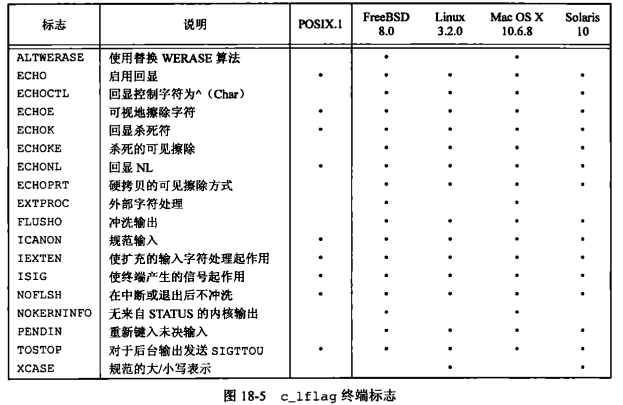 标志 说明 POSIX.1 FreeBSD 8.0 Linux 3.2.0 Mac OS X 10.6.8 Solaris 10
ALTWERASE 使用替换 WERASE 算法 • •
ECHO 启用回显 • • • • •
ECHOCTL 回显控制字符为^（Char） • • • •
ECHOE 可视地擦除字符 • • • • •
ECHOK 回显杀死符 • • • • •
ECHOKE 杀死的可见擦除 • • • •
ECHONL 回显 NL • • • • •
ECHOPRT 硬拷贝的可见擦除方式 • • • •
EXTPROC 外部字符处理 • •
FLUSHO 冲洗输出 • • • •
ICANON 规范输入 • • • • •
IEXTEN 使扩充的输入字符处理起作用 • • • • •
ISIG 使终端产生的信号起作用 • • • • •
NOFLSH 在中断或退出后不冲洗 • • • • •
NOKERNINFO 无来自 STATUS 的内核输出 • •
PENDIN 重新键入未决输入 • • • •
TOSTOP 对于后台输出发送 SIGTTOU • • • • •
XCASE 规范的大/小写表示 • •
图 18-5 c_lflag 终端标志